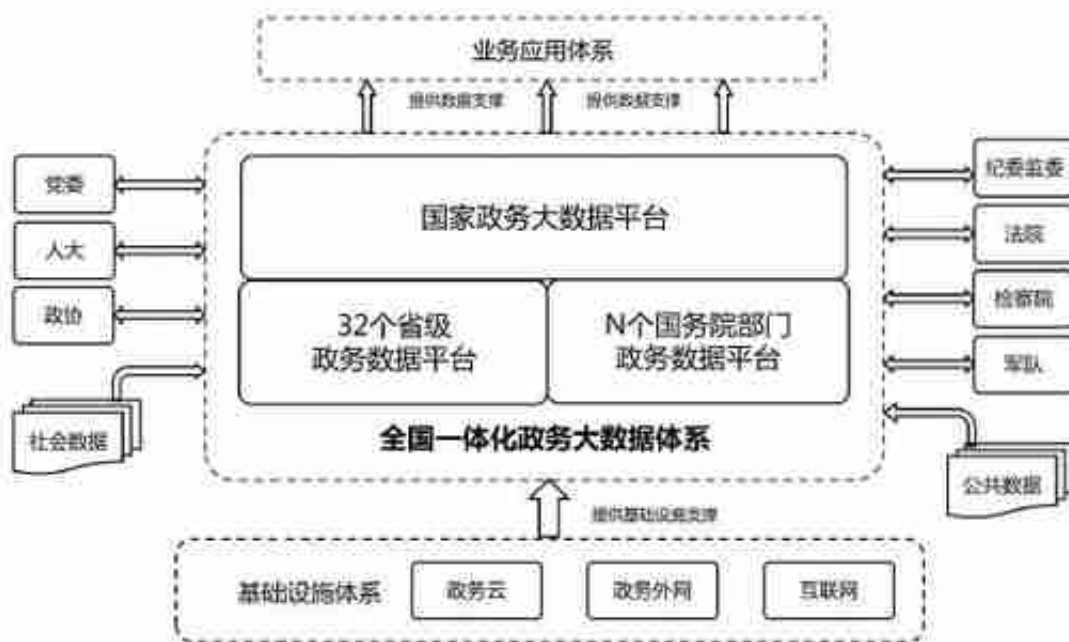 业务应用体系
提供数据支撑
提供数据支撑
党委
人大
政协
社会数据
国家政务大数据平台
32个省级
政务数据平台
N个国务院部门
政务数据平台
全国一体化政务大数据体系
纪委监委
法院
检察院
军队
公共数据
提供基础设施支撑
基础设施体系
政务云
政务外网
互联网